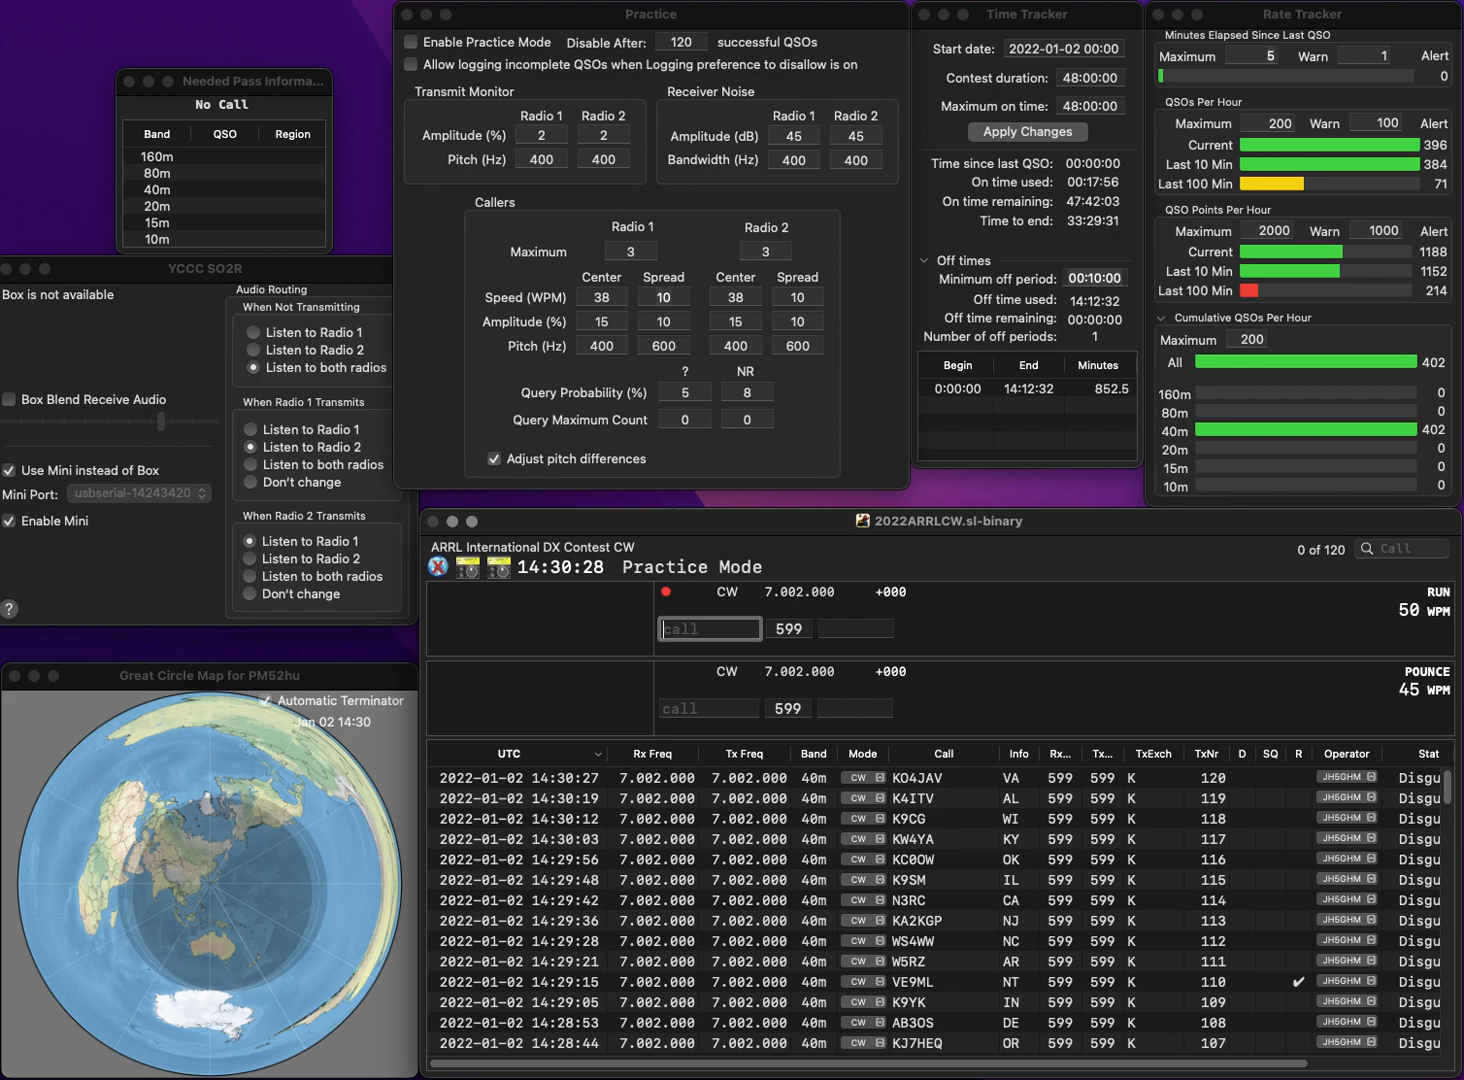 Needed Pass Informa...
No Call
Band QSO Region
160m
80m
40m
20m
15m
10m
YCCC SO2R
Box is not available
Audio Routing
When Not Transmitting
Listen to Radio 1
Listen to Radio 2
Listen to both radios
Box Blend Receive Audio
When Radio 1 Transmits
Listen to Radio 1
Listen to Radio 2
Listen to both radios
Don't change
Use Mini instead of Box
Mini Port: usbserial-14243420
Enable Mini
When Radio 2 Transmits
Listen to Radio 1
Listen to Radio 2
Listen to both radios
Don't change
?
Practice
Enable Practice Mode Disable After: 120 successful QSOs
Allow logging incomplete QSOs when Logging preference to disallow is on
Transmit Monitor
Radio 1 Radio 2
Amplitude (%) 2 2
Pitch (Hz) 400 400
Receiver Noise
Radio 1 Radio 2
Amplitude (dB) 45 45
Bandwidth (Hz) 400 400
Callers
Radio 1 Radio 2
Maximum 3 3
Center Spread Center Spread
Speed (WPM) 38 10 38 10
Amplitude (%) 15 10 15 10
Pitch (Hz) 400 600 400 600
? NR
Query Probability (%) 5 8
Query Maximum Count 0 0
Adjust pitch differences
Time Tracker
Start date: 2022-01-02 00:00
Contest duration: 48:00:00
Maximum on time: 48:00:00
Apply Changes
Time since last QSO: 00:00:00
On time used: 00:17:56
On time remaining: 47:42:03
Time to end: 33:29:31
Off times
Minimum off period: 00:10:00
Off time used: 14:12:32
Off time remaining: 00:00:00
Number of off periods: 1
Begin End Minutes
0:00:00 14:12:32 852.5
Rate Tracker
Minutes Elapsed Since Last QSO
Maximum 5 Warn 1 Alert
0
QSOs Per Hour
Maximum 200 Warn 100 Alert
Current 396
Last 10 Min 384
Last 100 Min 71
QSO Points Per Hour
Maximum 2000 Warn 1000 Alert
Current 1188
Last 10 Min 1152
Last 100 Min 214
Cumulative QSOs Per Hour
Maximum 200
All 402
160m 0
80m 0
40m 402
20m 0
15m 0
10m 0
Great Circle Map for PM52hu
Automatic Terminator
Jan 02 14:30
2022ARRLCW.sl-binary
ARRL International DX Contest CW
0 of 120 Call
14:30:28 Practice Mode
CW 7.002.000 +000 RUN
50 WPM
call 599
CW 7.002.000 +000 POUNCE
45 WPM
call 599
UTC Rx Freq Tx Freq Band Mode Call Info Rx... Tx... TxExch TxNr D SQ R Operator Stat
2022-01-02 14:30:27 7.002.000 7.002.000 40m CW KO4JAV VA 599 599 K 120 JH5GHM Disgu
2022-01-02 14:30:19 7.002.000 7.002.000 40m CW K4ITV AL 599 599 K 119 JH5GHM Disgu
2022-01-02 14:30:12 7.002.000 7.002.000 40m CW K9CG WI 599 599 K 118 JH5GHM Disgu
2022-01-02 14:30:03 7.002.000 7.002.000 40m CW KW4YA KY 599 599 K 117 JH5GHM Disgu
2022-01-02 14:29:56 7.002.000 7.002.000 40m CW KC0OW OK 599 599 K 116 JH5GHM Disgu
2022-01-02 14:29:48 7.002.000 7.002.000 40m CW K9SM IL 599 599 K 115 JH5GHM Disgu
2022-01-02 14:29:42 7.002.000 7.002.000 40m CW N3RC CA 599 599 K 114 JH5GHM Disgu
2022-01-02 14:29:36 7.002.000 7.002.000 40m CW KA2KGP NJ 599 599 K 113 JH5GHM Disgu
2022-01-02 14:29:28 7.002.000 7.002.000 40m CW WS4WW NC 599 599 K 112 JH5GHM Disgu
2022-01-02 14:29:21 7.002.000 7.002.000 40m CW W5RZ AR 599 599 K 111 JH5GHM Disgu
2022-01-02 14:29:15 7.002.000 7.002.000 40m CW VE9ML NT 599 599 K 110 ✔ JH5GHM Disgu
2022-01-02 14:29:05 7.002.000 7.002.000 40m CW K9YK IN 599 599 K 109 JH5GHM Disgu
2022-01-02 14:28:53 7.002.000 7.002.000 40m CW AB3OS DE 599 599 K 108 JH5GHM Disgu
2022-01-02 14:28:44 7.002.000 7.002.000 40m CW KJ7HEQ OR 599 599 K 107 JH5GHM Disgu